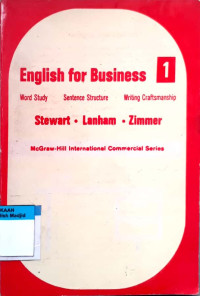 English for Business 1
Word Study Sentence Structure Writing Craftsmanship
Stewart • Lanham • Zimmer
McGraw-Hill International Commercial Series